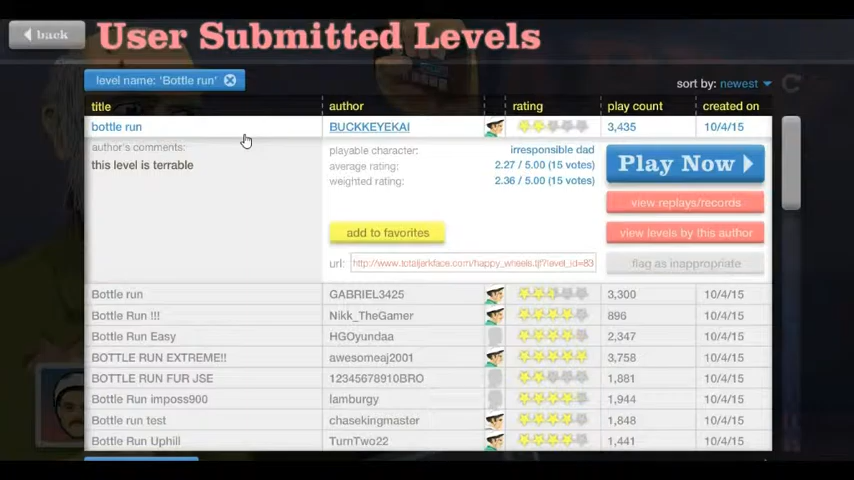 back
User Submitted Levels
level name: 'Bottle run'
sort by: newest
title author rating play count created on
bottle run BUCKKEYEKAI 3,435 10/4/15
author's comments:
this level is terrable
playable character: irresponsible dad
average rating: 2.27 / 5.00 (15 votes)
weighted rating: 2.36 / 5.00 (15 votes)
Play Now
view replays/records
add to favorites
view levels by this author
url: http://www.totaljerkface.com/happy_wheels.tjf?level_id=83
flag as inappropriate
Bottle run GABRIEL3425 3,300 10/4/15
Bottle Run !!! Nikk_TheGamer 896 10/4/15
Bottle Run Easy HGOyundaa 2,347 10/4/15
BOTTLE RUN EXTREME!! awesomeaj2001 3,758 10/4/15
BOTTLE RUN FUR JSE 12345678910BRO 1,881 10/4/15
Bottle Run imposs900 lamburgy 1,944 10/4/15
Bottle run test chasekingmaster 1,848 10/4/15
Bottle Run Uphill TurnTwo22 1,441 10/4/15